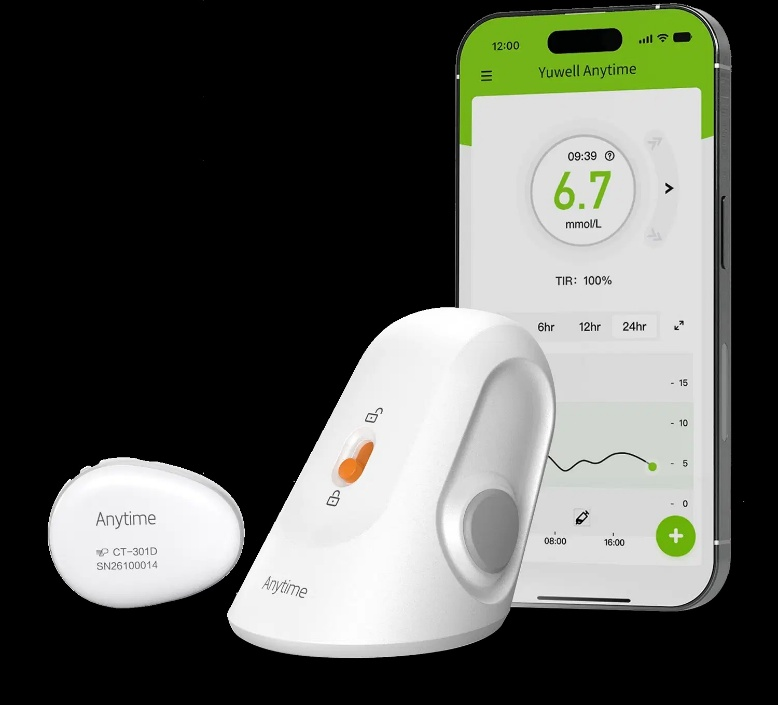 12:00
Yuwell Anytime
09:39
6.7
mmol/L
TIR: 100%
6hr 12hr 24hr
- 15
- 10
- 5
- 0
08:00 16:00
+
Anytime
CT-301D
SN26100014
Anytime